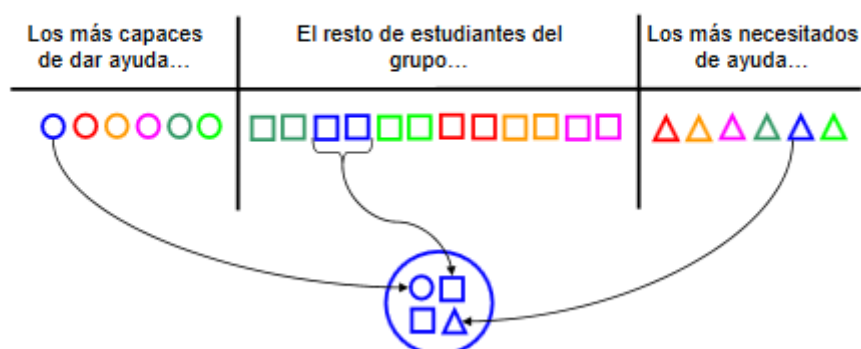 Los más capaces
de dar ayuda…
El resto de estudiantes del
grupo…
Los más necesitados
de ayuda…